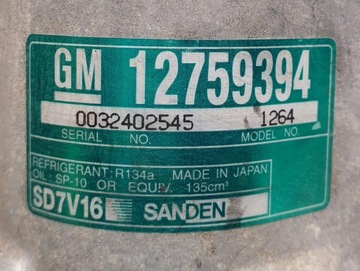 GM 12759394
0032402545 1264
SERIAL NO. MODEL NO.
REFRIGERANT : R134a MADE IN JAPAN
OIL : SP-10 OR EQUIV. 135cm³
SD7V16 SANDEN